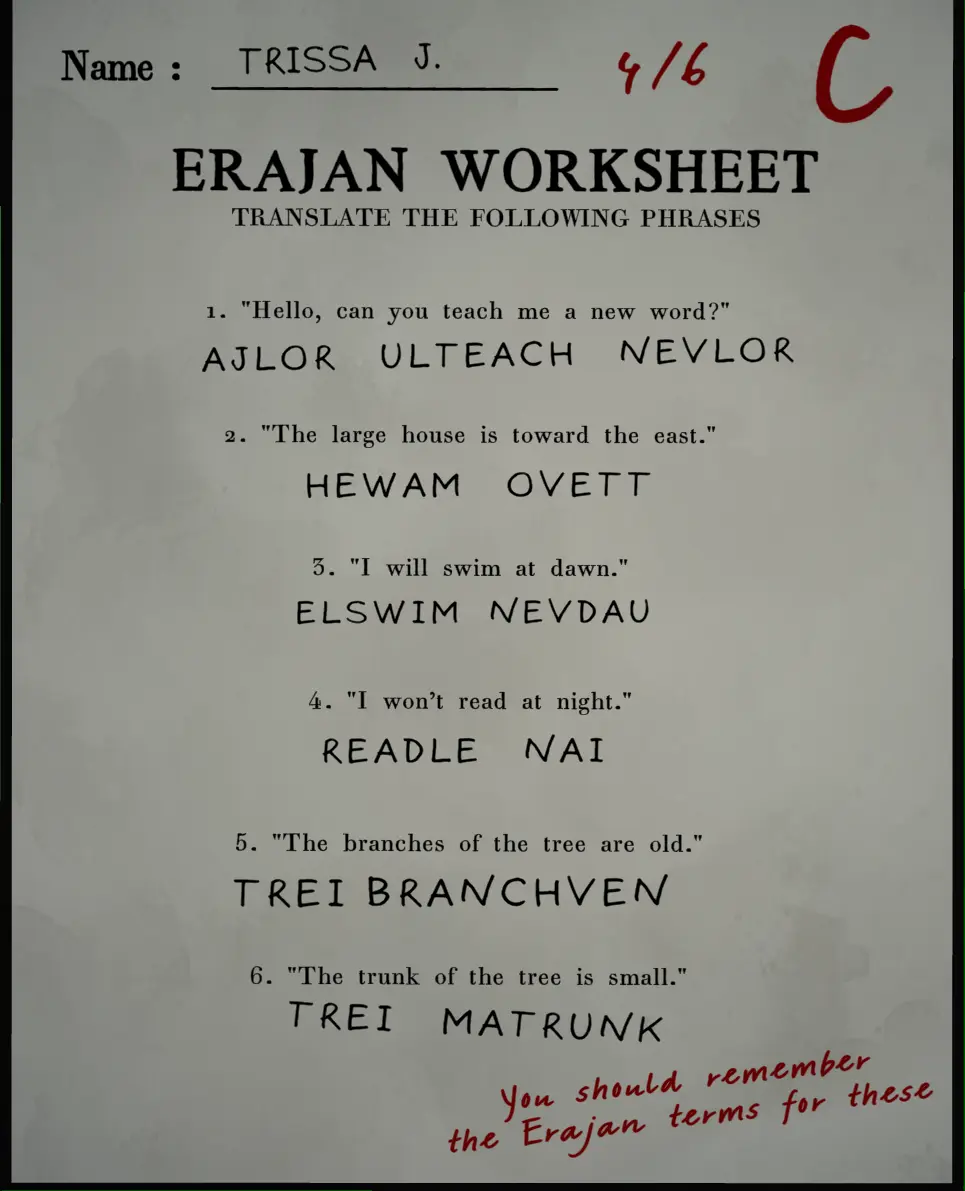 Name : TRISSA J. 4/6 C
ERAJAN WORKSHEET
TRANSLATE THE FOLLOWING PHRASES
1. "Hello, can you teach me a new word?"
AJLOR ULTEACH NEVLOR
2. "The large house is toward the east."
HEWAM OVETT
3. "I will swim at dawn."
ELSWIM NEVDAU
4. "I won't read at night."
READLE NAI
5. "The branches of the tree are old."
TREI BRANCHVEN
6. "The trunk of the tree is small."
TREI MATRUNK
You should remember
the Erajan terms for these